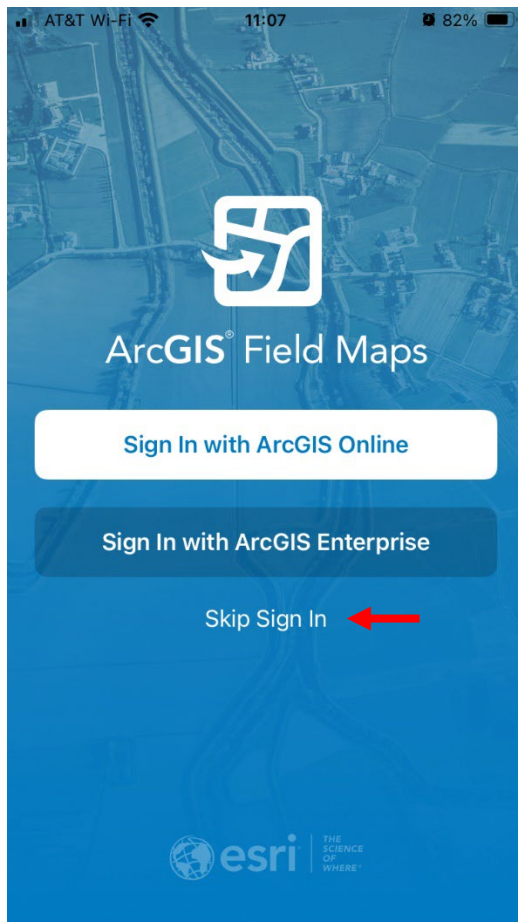 AT&T Wi-Fi 11:07 82%
ArcGIS® Field Maps
Sign In with ArcGIS Online
Sign In with ArcGIS Enterprise
Skip Sign In
esri
THE
SCIENCE
OF
WHERE™